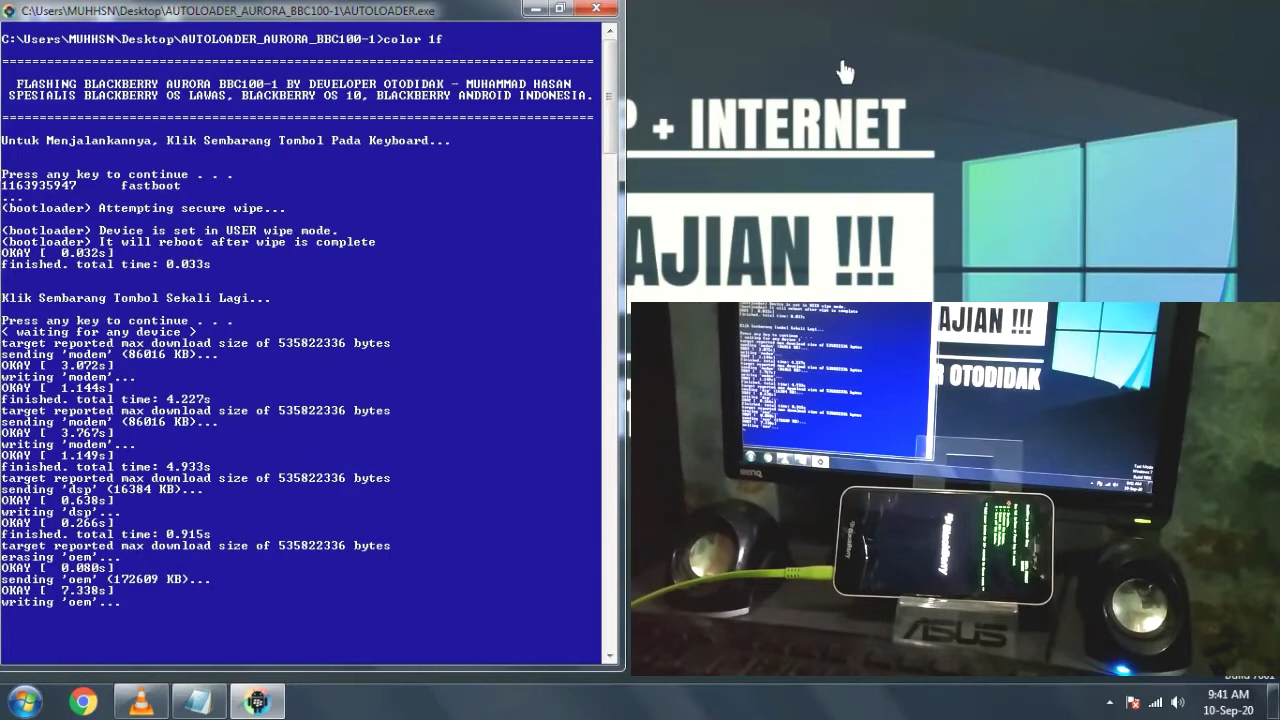 C:\Users\MUHHSN\Desktop\AUTOLOADER_AURORA_BBC100-1\AUTOLOADER.exe
C:\Users\MUHHSN\Desktop\AUTOLOADER_AURORA_BBC100-1>color 1f
===============================================================================
FLASHING BLACKBERRY AURORA BBC100-1 BY DEVELOPER OTODIDAK - MUHAMMAD HASAN
SPESIALIS BLACKBERRY OS LAWAS, BLACKBERRY OS 10, BLACKBERRY ANDROID INDONESIA.
===============================================================================
Untuk Menjalankannya, Klik Sembarang Tombol Pada Keyboard...
Press any key to continue . . .
1163935947      fastboot
...
(bootloader) Attempting secure wipe...
(bootloader) Device is set in USER wipe mode.
(bootloader) It will reboot after wipe is complete
OKAY [  0.032s]
finished. total time: 0.033s
Klik Sembarang Tombol Sekali Lagi...
Press any key to continue . . .
< waiting for any device >
target reported max download size of 535822336 bytes
sending 'modem' (86016 KB)...
OKAY [  3.072s]
writing 'modem'...
OKAY [  1.144s]
finished. total time: 4.227s
target reported max download size of 535822336 bytes
sending 'modem' (86016 KB)...
OKAY [  3.767s]
writing 'modem'...
OKAY [  1.149s]
finished. total time: 4.933s
target reported max download size of 535822336 bytes
sending 'dsp' (16384 KB)...
OKAY [  0.638s]
writing 'dsp'...
OKAY [  0.266s]
finished. total time: 0.915s
target reported max download size of 535822336 bytes
erasing 'oem'...
OKAY [  0.080s]
sending 'oem' (172609 KB)...
OKAY [  7.338s]
writing 'oem'...
P + INTERNET
AJIAN !!!
AJIAN !!!
R OTODIDAK
BenQ
BlackBerry
BlackBerry
ASUS
9:41 AM
10-Sep-20